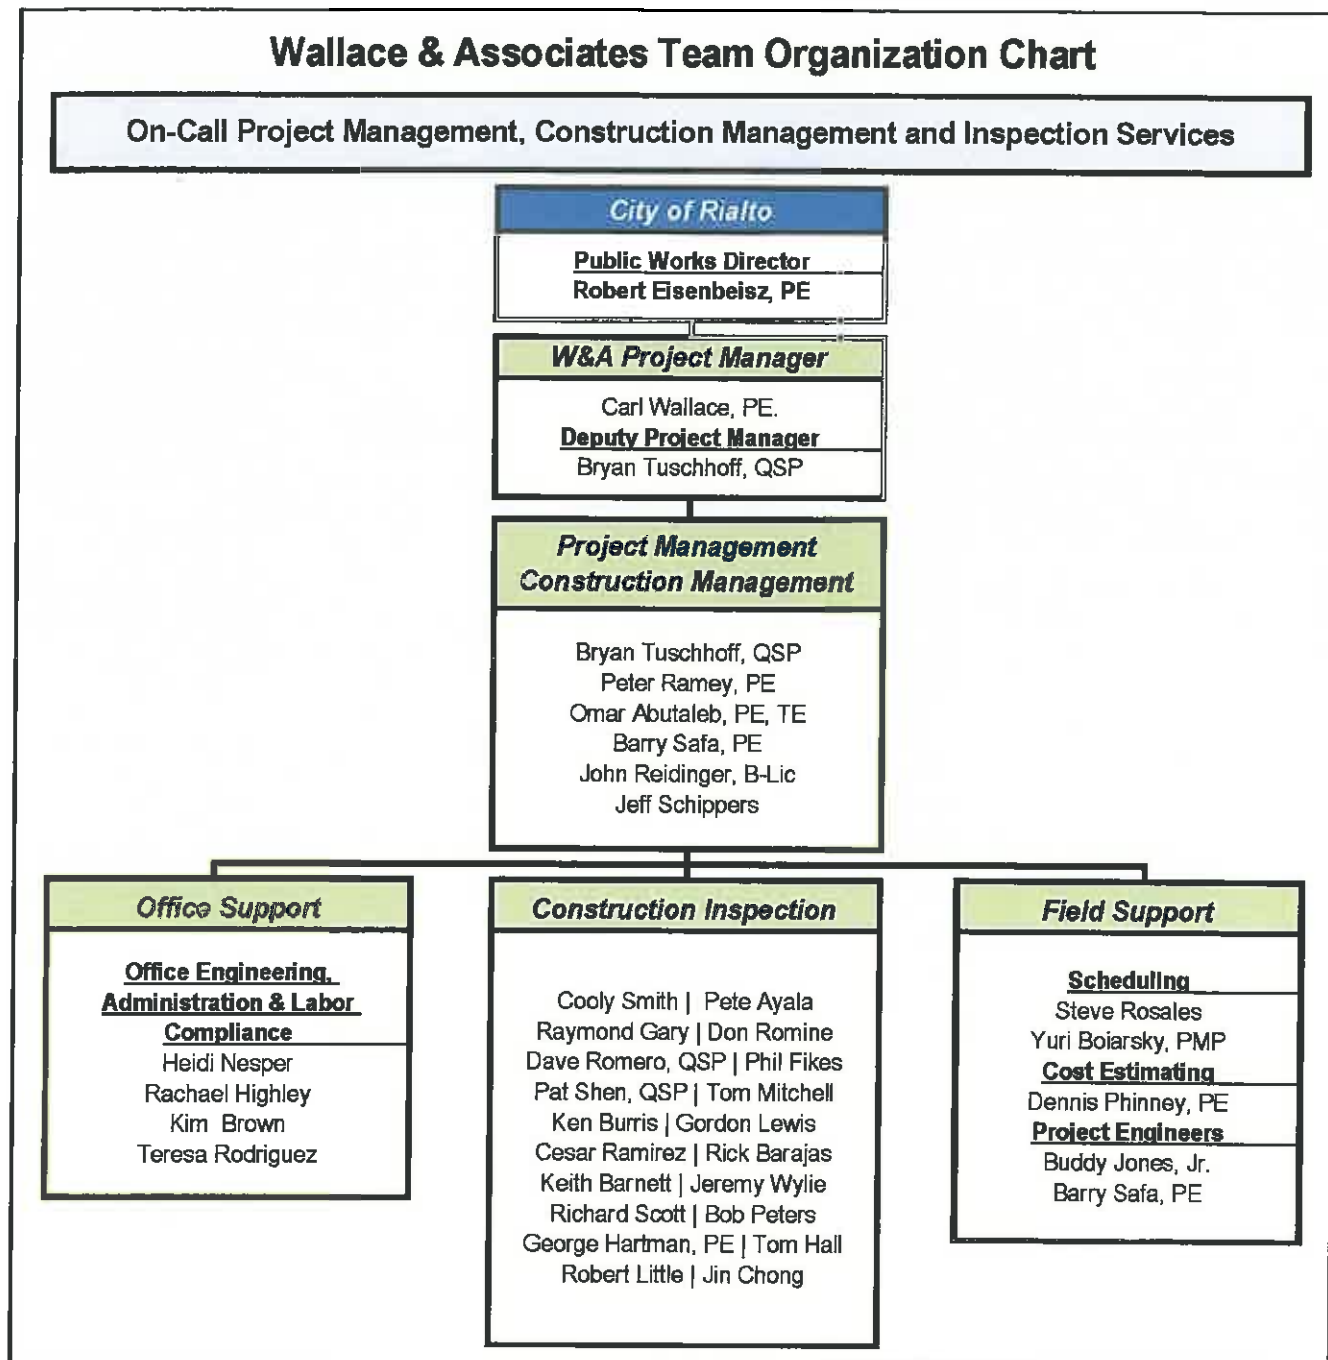 Wallace & Associates Team Organization Chart
On-Call Project Management, Construction Management and Inspection Services
City of Rialto
Public Works Director
Robert Eisenbeisz, PE
W&A Project Manager
Carl Wallace, PE.
Deputy Project Manager
Bryan Tuschhoff, QSP
Project Management
Construction Management
Bryan Tuschhoff, QSP
Peter Ramey, PE
Omar Abutaleb, PE, TE
Barry Safa, PE
John Reidinger, B-Lic
Jeff Schippers
Office Support
Office Engineering,
Administration & Labor
Compliance
Heidi Nesper
Rachael Highley
Kim Brown
Teresa Rodriguez
Construction Inspection
Cooly Smith | Pete Ayala
Raymond Gary | Don Romine
Dave Romero, QSP | Phil Fikes
Pat Shen, QSP | Tom Mitchell
Ken Burris | Gordon Lewis
Cesar Ramirez | Rick Barajas
Keith Barnett | Jeremy Wylie
Richard Scott | Bob Peters
George Hartman, PE | Tom Hall
Robert Little | Jin Chong
Field Support
Scheduling
Steve Rosales
Yuri Boiarsky, PMP
Cost Estimating
Dennis Phinney, PE
Project Engineers
Buddy Jones, Jr.
Barry Safa, PE